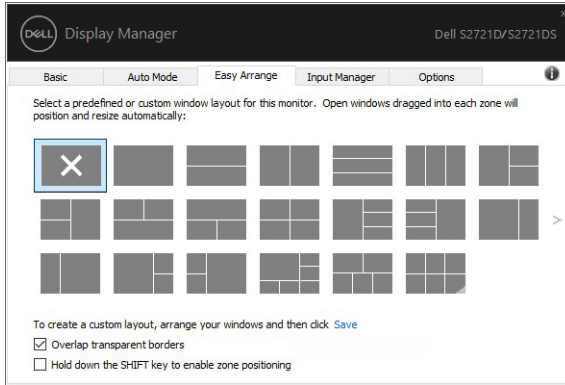 DELL Display Manager Dell S2721D/S2721DS
Basic Auto Mode Easy Arrange Input Manager Options
Select a predefined or custom window layout for this monitor. Open windows dragged into each zone will
position and resize automatically:
To create a custom layout, arrange your windows and then click Save
Overlap transparent borders
Hold down the SHIFT key to enable zone positioning